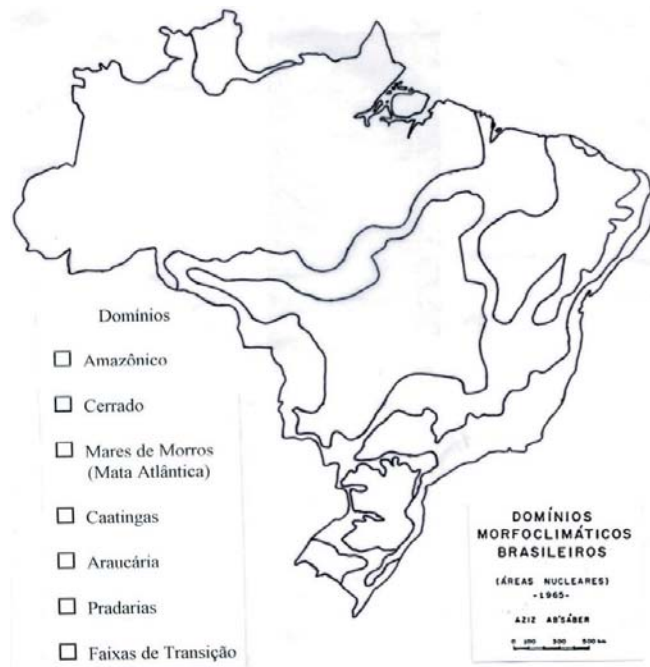 Domínios
Amazônico
Cerrado
Mares de Morros
(Mata Atlântica)
Caatingas
Araucária
Pradarias
Faixas de Transição
DOMÍNIOS
MORFOCLIMÁTICOS
BRASILEIROS
(ÁREAS NUCLEARES)
-1965-
AZIZ AB'SÁBER
0 100 300 500 km